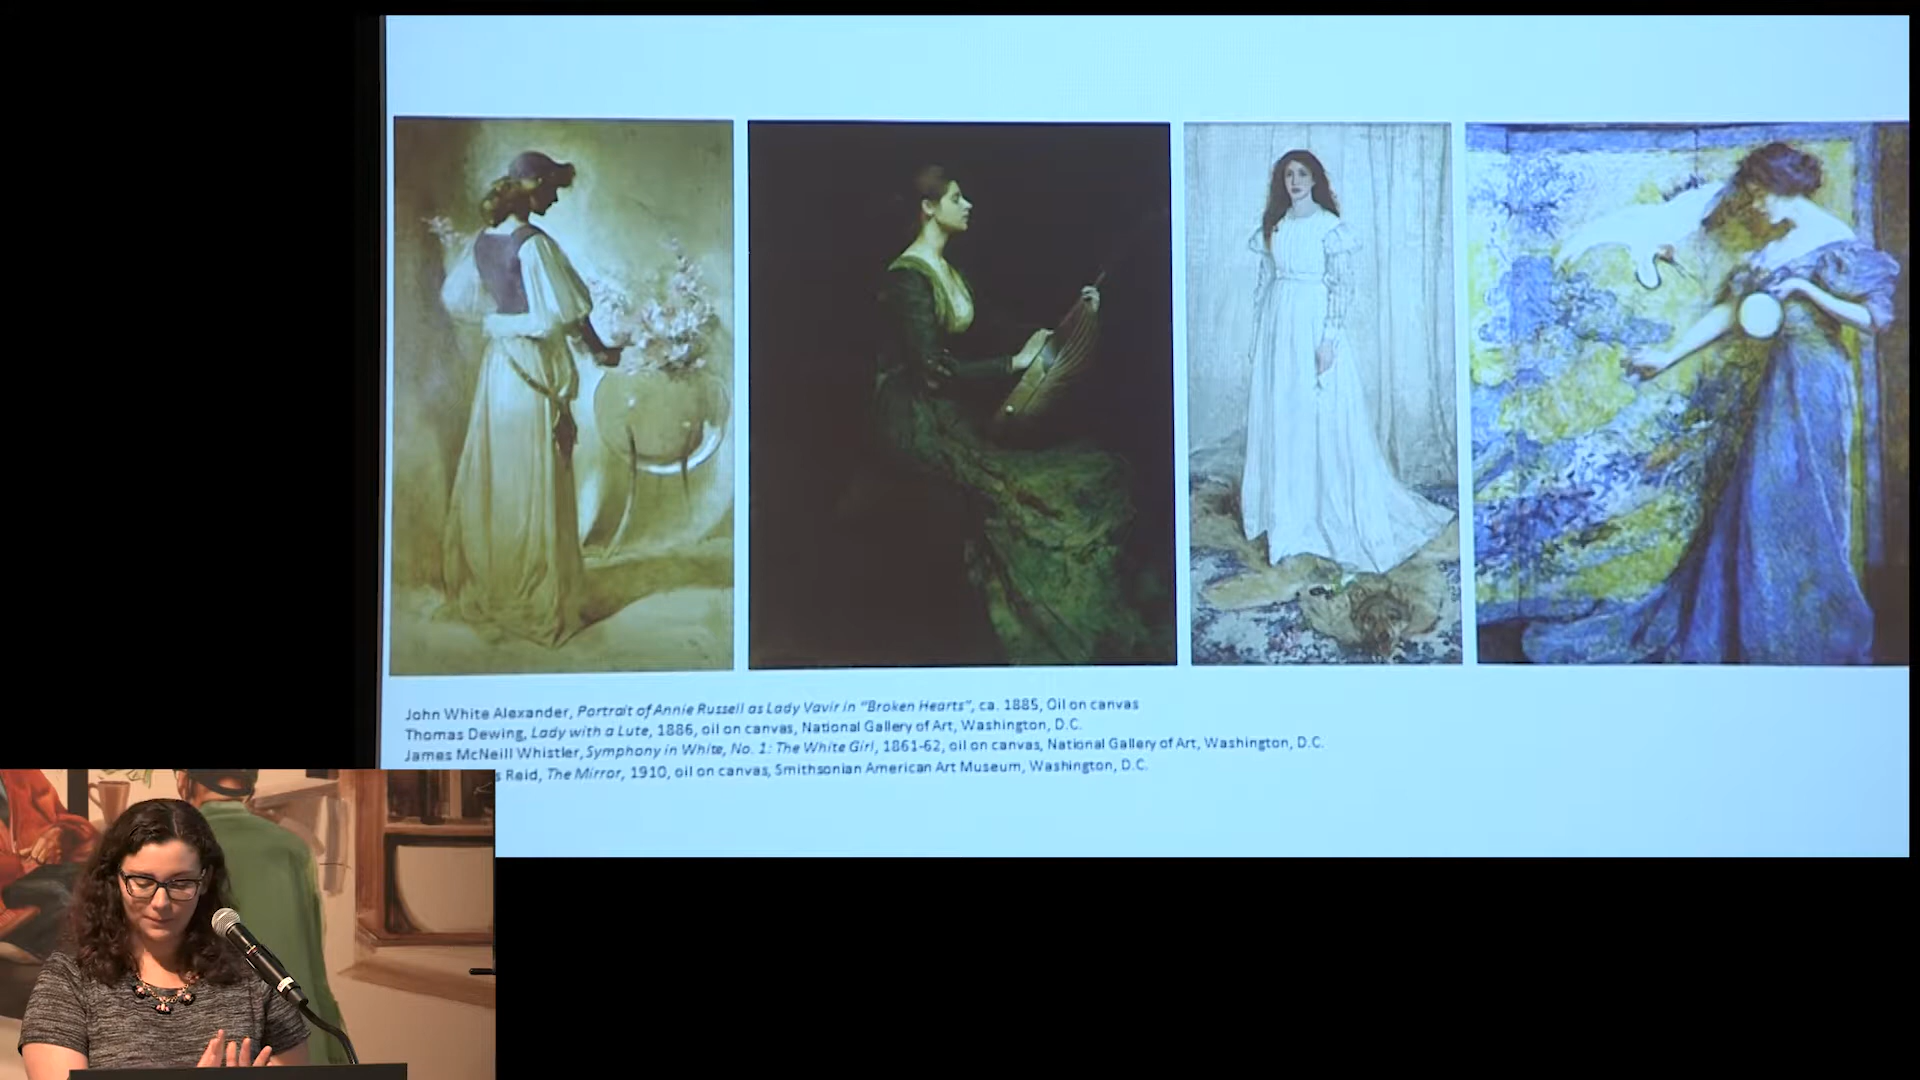 John White Alexander, Portrait of Annie Russell as Lady Vavir in "Broken Hearts", ca. 1885, Oil on canvas
Thomas Dewing, Lady with a Lute, 1886, oil on canvas, National Gallery of Art, Washington, D.C.
James McNeill Whistler, Symphony in White, No. 1: The White Girl, 1861-62, oil on canvas, National Gallery of Art, Washington, D.C.
s Reid, The Mirror, 1910, oil on canvas, Smithsonian American Art Museum, Washington, D.C.